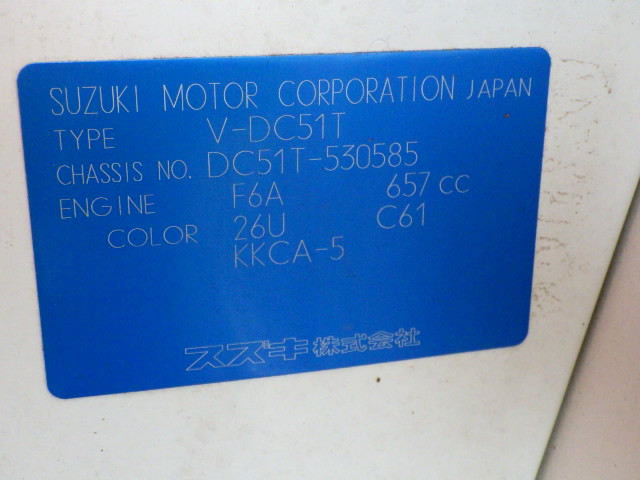 SUZUKI MOTOR CORPORATION JAPAN
TYPE V-DC51T
CHASSIS NO. DC51T-530585
ENGINE F6A 657 cc
COLOR 26U C61
KKCA-5
スズキ株式会社